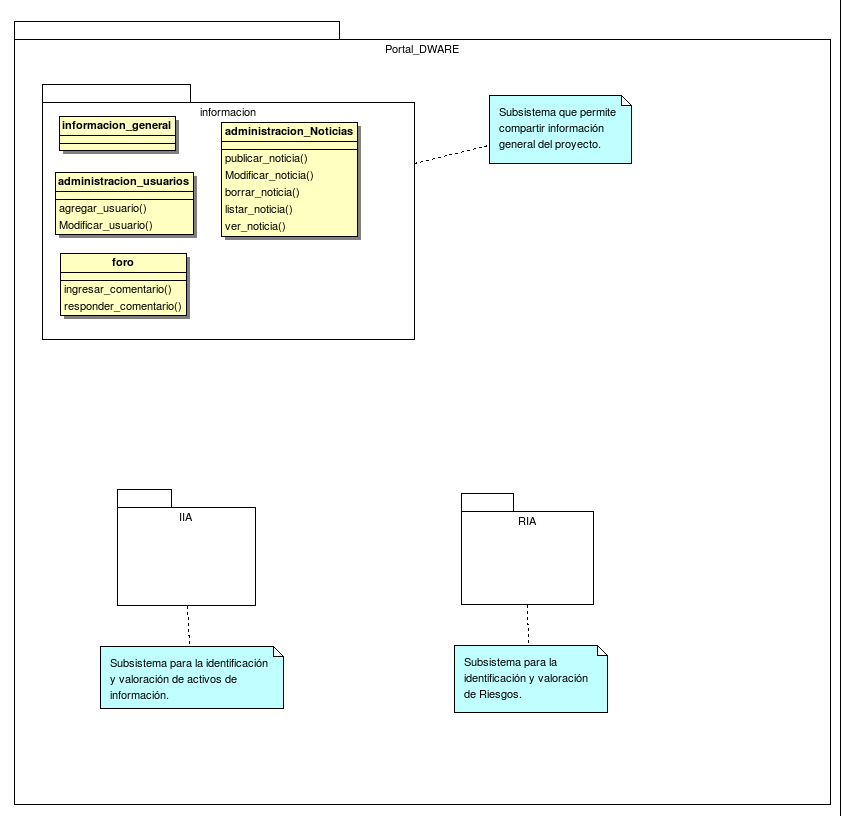 Portal_DWARE
informacion
informacion_general
administracion_Noticias
publicar_noticia()
Modificar_noticia()
borrar_noticia()
listar_noticia()
ver_noticia()
administracion_usuarios
agregar_usuario()
Modificar_usuario()
foro
ingresar_comentario()
responder_comentario()
Subsistema que permite
compartir información
general del proyecto.
IIA
Subsistema para la identificación
y valoración de activos de
información.
RIA
Subsistema para la
identificación y valoración
de Riesgos.